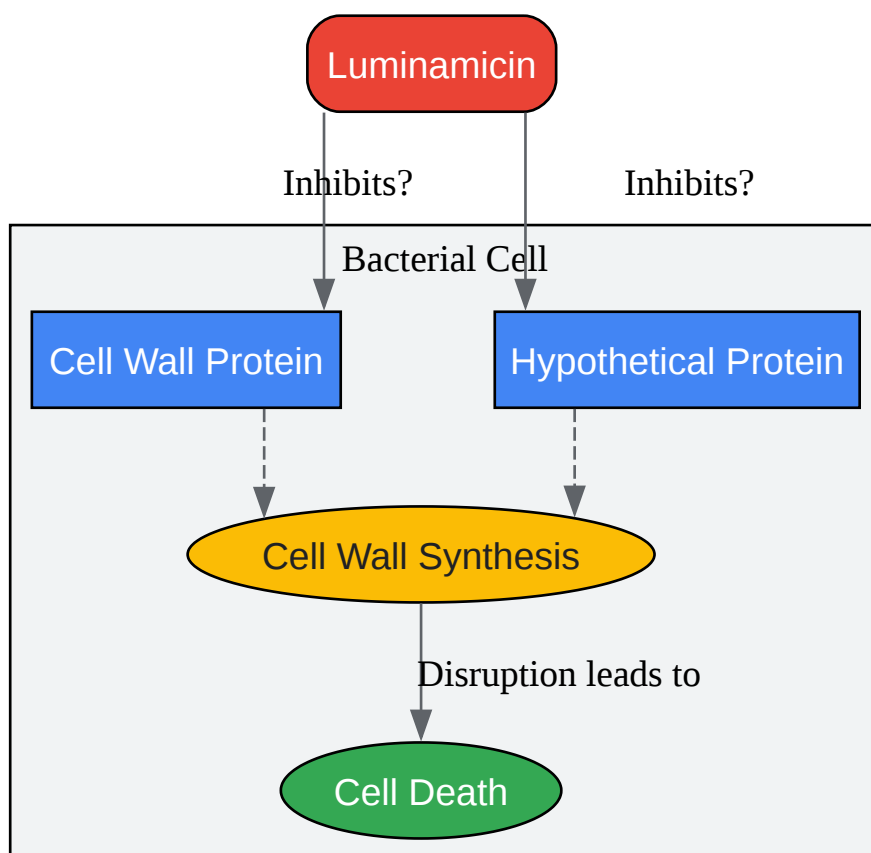 Luminamicin
Inhibits?
Inhibits?
Bacterial Cell
Cell Wall Protein
Hypothetical Protein
Cell Wall Synthesis
Disruption leads to
Cell Death